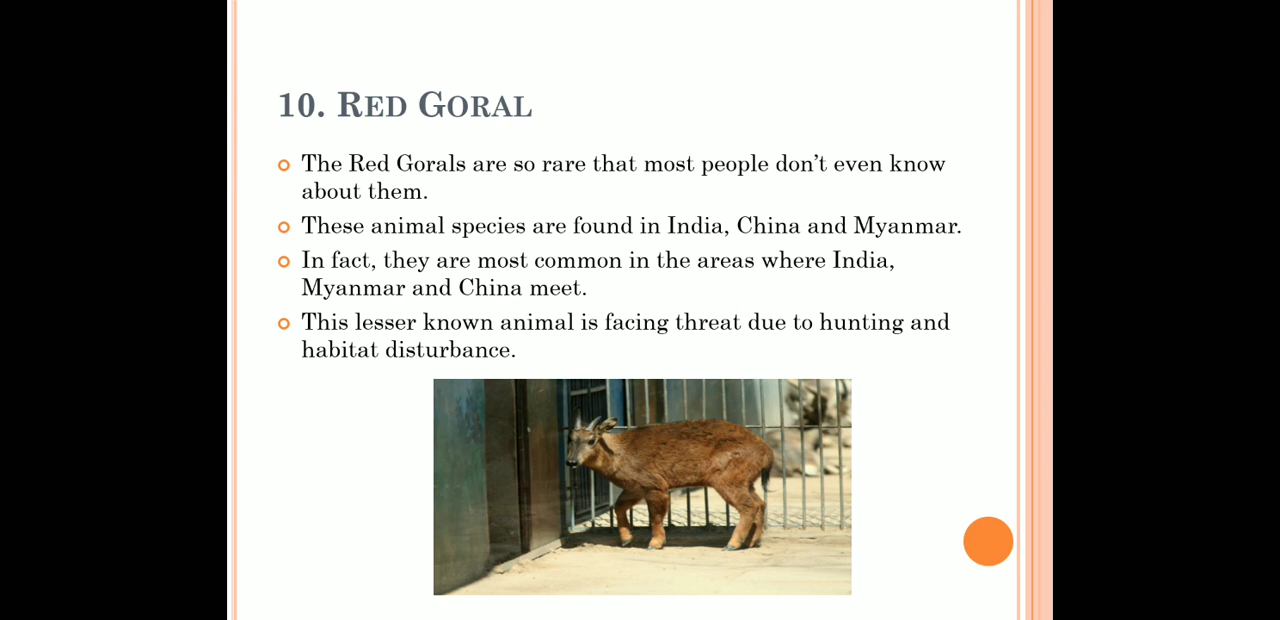 10. RED GORAL
The Red Gorals are so rare that most people don’t even know
about them.
These animal species are found in India, China and Myanmar.
In fact, they are most common in the areas where India,
Myanmar and China meet.
This lesser known animal is facing threat due to hunting and
habitat disturbance.